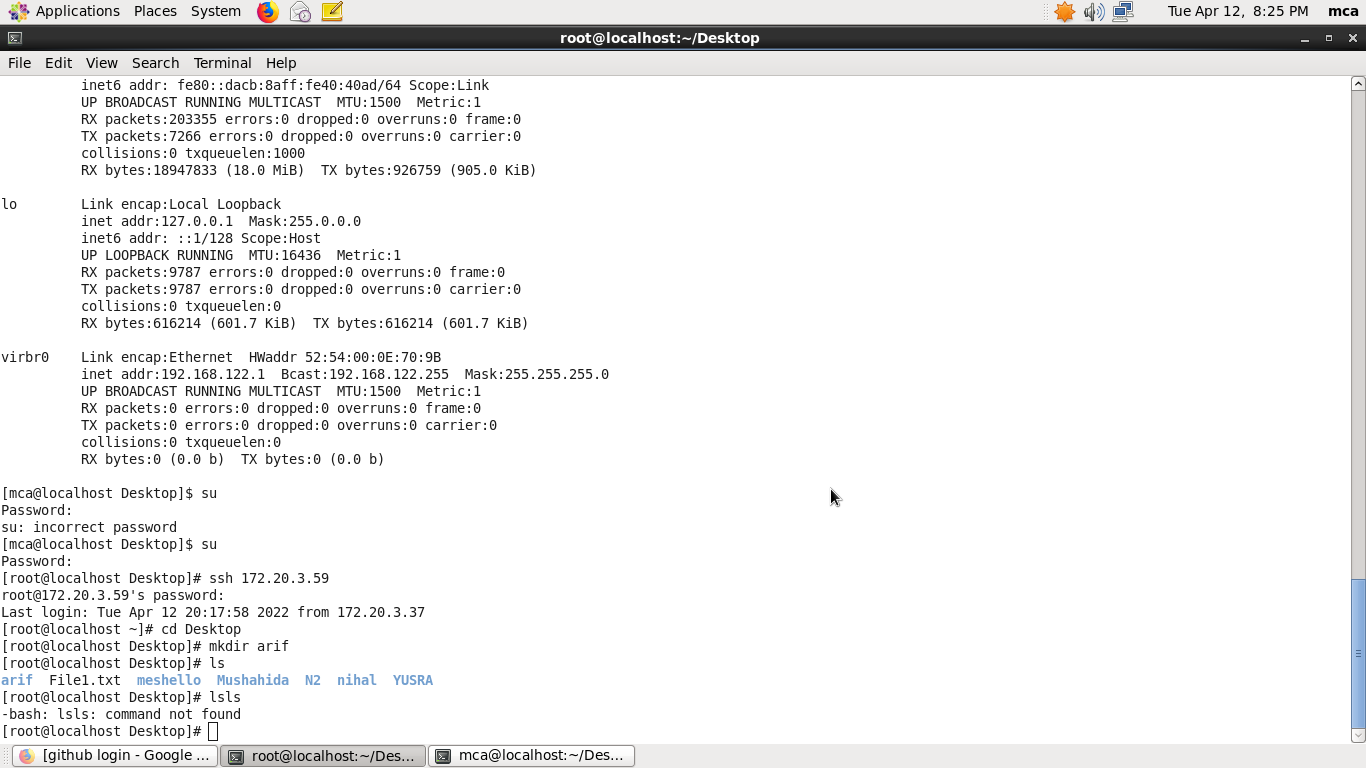 Applications Places System Tue Apr 12, 8:25 PM mca
root@localhost:~/Desktop
File Edit View Search Terminal Help
          inet6 addr: fe80::dacb:8aff:fe40:40ad/64 Scope:Link
          UP BROADCAST RUNNING MULTICAST  MTU:1500  Metric:1
          RX packets:203355 errors:0 dropped:0 overruns:0 frame:0
          TX packets:7266 errors:0 dropped:0 overruns:0 carrier:0
          collisions:0 txqueuelen:1000
          RX bytes:18947833 (18.0 MiB)  TX bytes:926759 (905.0 KiB)
lo        Link encap:Local Loopback
          inet addr:127.0.0.1  Mask:255.0.0.0
          inet6 addr: ::1/128 Scope:Host
          UP LOOPBACK RUNNING  MTU:16436  Metric:1
          RX packets:9787 errors:0 dropped:0 overruns:0 frame:0
          TX packets:9787 errors:0 dropped:0 overruns:0 carrier:0
          collisions:0 txqueuelen:0
          RX bytes:616214 (601.7 KiB)  TX bytes:616214 (601.7 KiB)
virbr0    Link encap:Ethernet  HWaddr 52:54:00:0E:70:9B
          inet addr:192.168.122.1  Bcast:192.168.122.255  Mask:255.255.255.0
          UP BROADCAST RUNNING MULTICAST  MTU:1500  Metric:1
          RX packets:0 errors:0 dropped:0 overruns:0 frame:0
          TX packets:0 errors:0 dropped:0 overruns:0 carrier:0
          collisions:0 txqueuelen:0
          RX bytes:0 (0.0 b)  TX bytes:0 (0.0 b)
[mca@localhost Desktop]$ su
Password:
su: incorrect password
[mca@localhost Desktop]$ su
Password:
[root@localhost Desktop]# ssh 172.20.3.59
root@172.20.3.59's password:
Last login: Tue Apr 12 20:17:58 2022 from 172.20.3.37
[root@localhost ~]# cd Desktop
[root@localhost Desktop]# mkdir arif
[root@localhost Desktop]# ls
arif  File1.txt  meshello  Mushahida  N2  nihal  YUSRA
[root@localhost Desktop]# lsls
-bash: lsls: command not found
[root@localhost Desktop]#
[github login - Google ... root@localhost:~/Des... mca@localhost:~/Des...